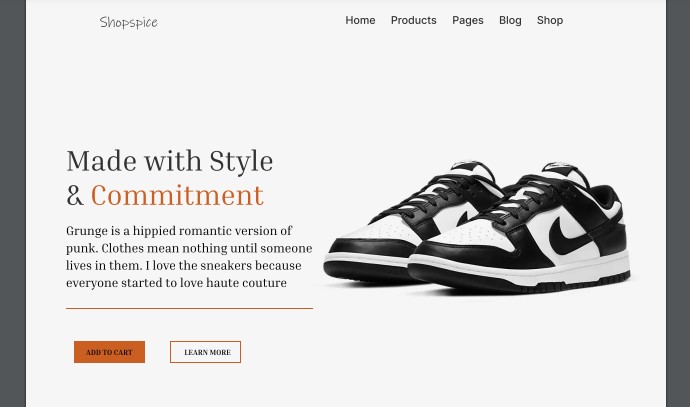 Shopspice
Home Products Pages Blog Shop
Made with Style
& Commitment
Grunge is a hippied romantic version of
punk. Clothes mean nothing until someone
lives in them. I love the sneakers because
everyone started to love haute couture
ADD TO CART LEARN MORE